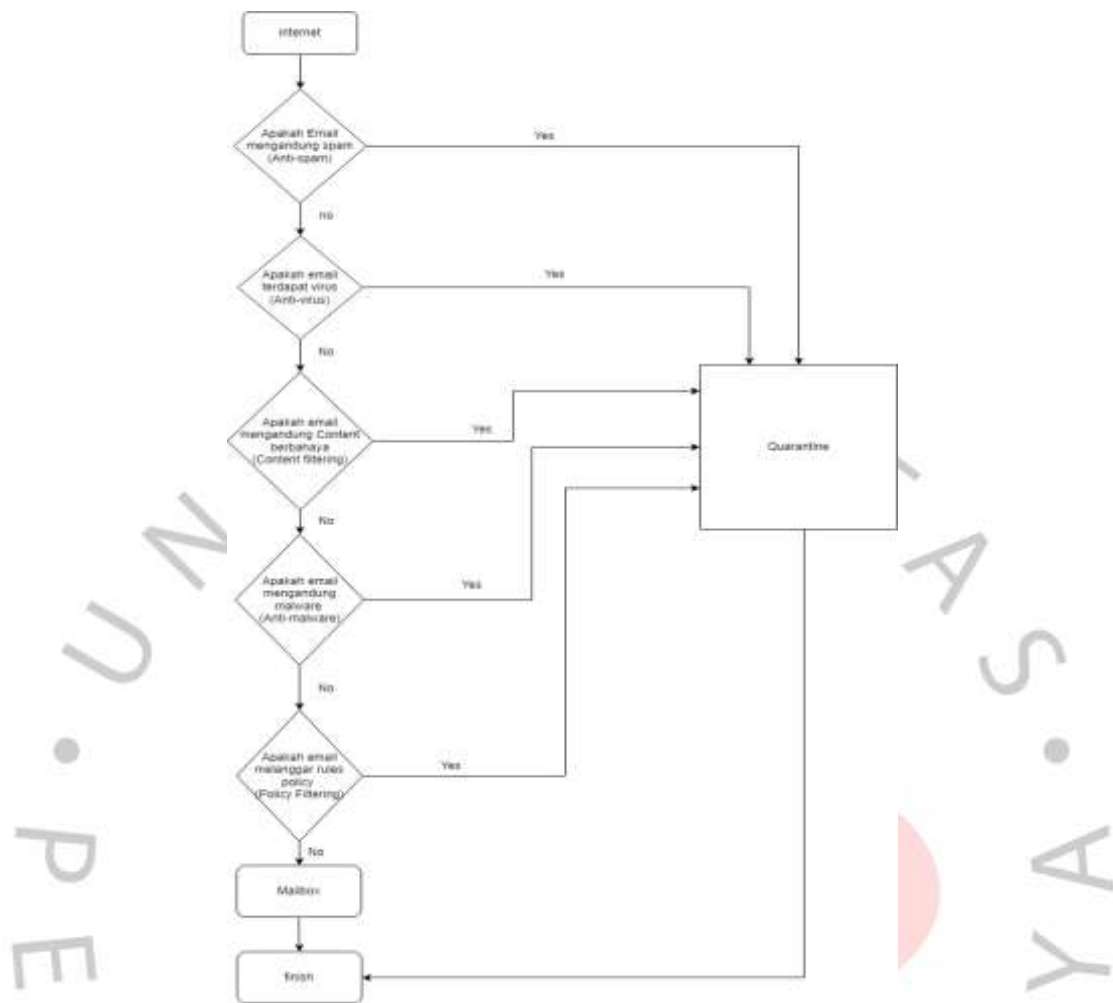 internet
Apakah Email
mengandung spam
(Anti-spam)
Yes
no
Apakah email
terdapat virus
(Anti-virus)
Yes
No
Apakah email
mengandung Content
berbahaya
(Content filtering)
Yes
Quarantine
No
Apakah email
mengandung
malware
(Anti-malware)
Yes
No
Apakah email
melanggar rules
policy
(Policy Filtering)
Yes
No
Mailbox
finish
P E
U N
A S
Y A